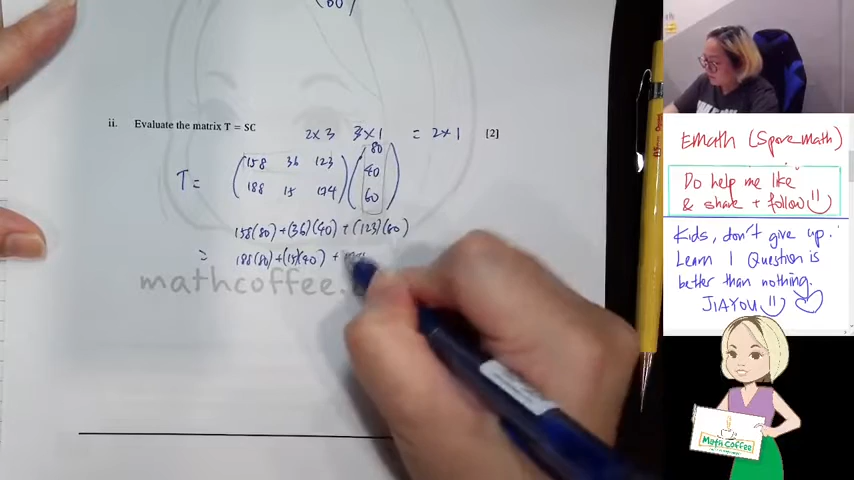 60)
ii. Evaluate the matrix T = SC
2×3 3×1 = 2×1 [2]
T = (158 36 123) (80)
188 15 174 40
60
158(80) + (36)(40) + (123)(60)
= 188(80) + (15)(40) +
mathcoffee.
EMath (Spore math)
Do help me like
& share + follow
Kids, don't give up.
Learn 1 Question is
better than nothing.
JIAYOU
Math Coffee